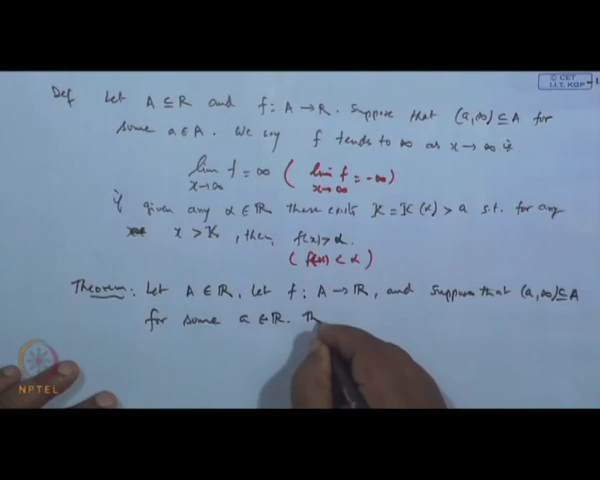 © CET
I.I.T. KGP
Def Let A ⊆ R and f: A → R. Suppose that (a, ∞) ⊆ A for
some a ∈ A. We say f tends to ∞ as x → ∞ is
lim f = ∞ ( lim f = -∞ )
x→∞ x→∞
if given any α ∈ R there exists K = K(α) > a s.t. for any
x > K, then f(x) > α.
( f(x) < α )
Theorem: Let A ∈ R, Let f: A → R, and suppose that (a, ∞) ⊆ A
for some a ∈ R.
NPTEL